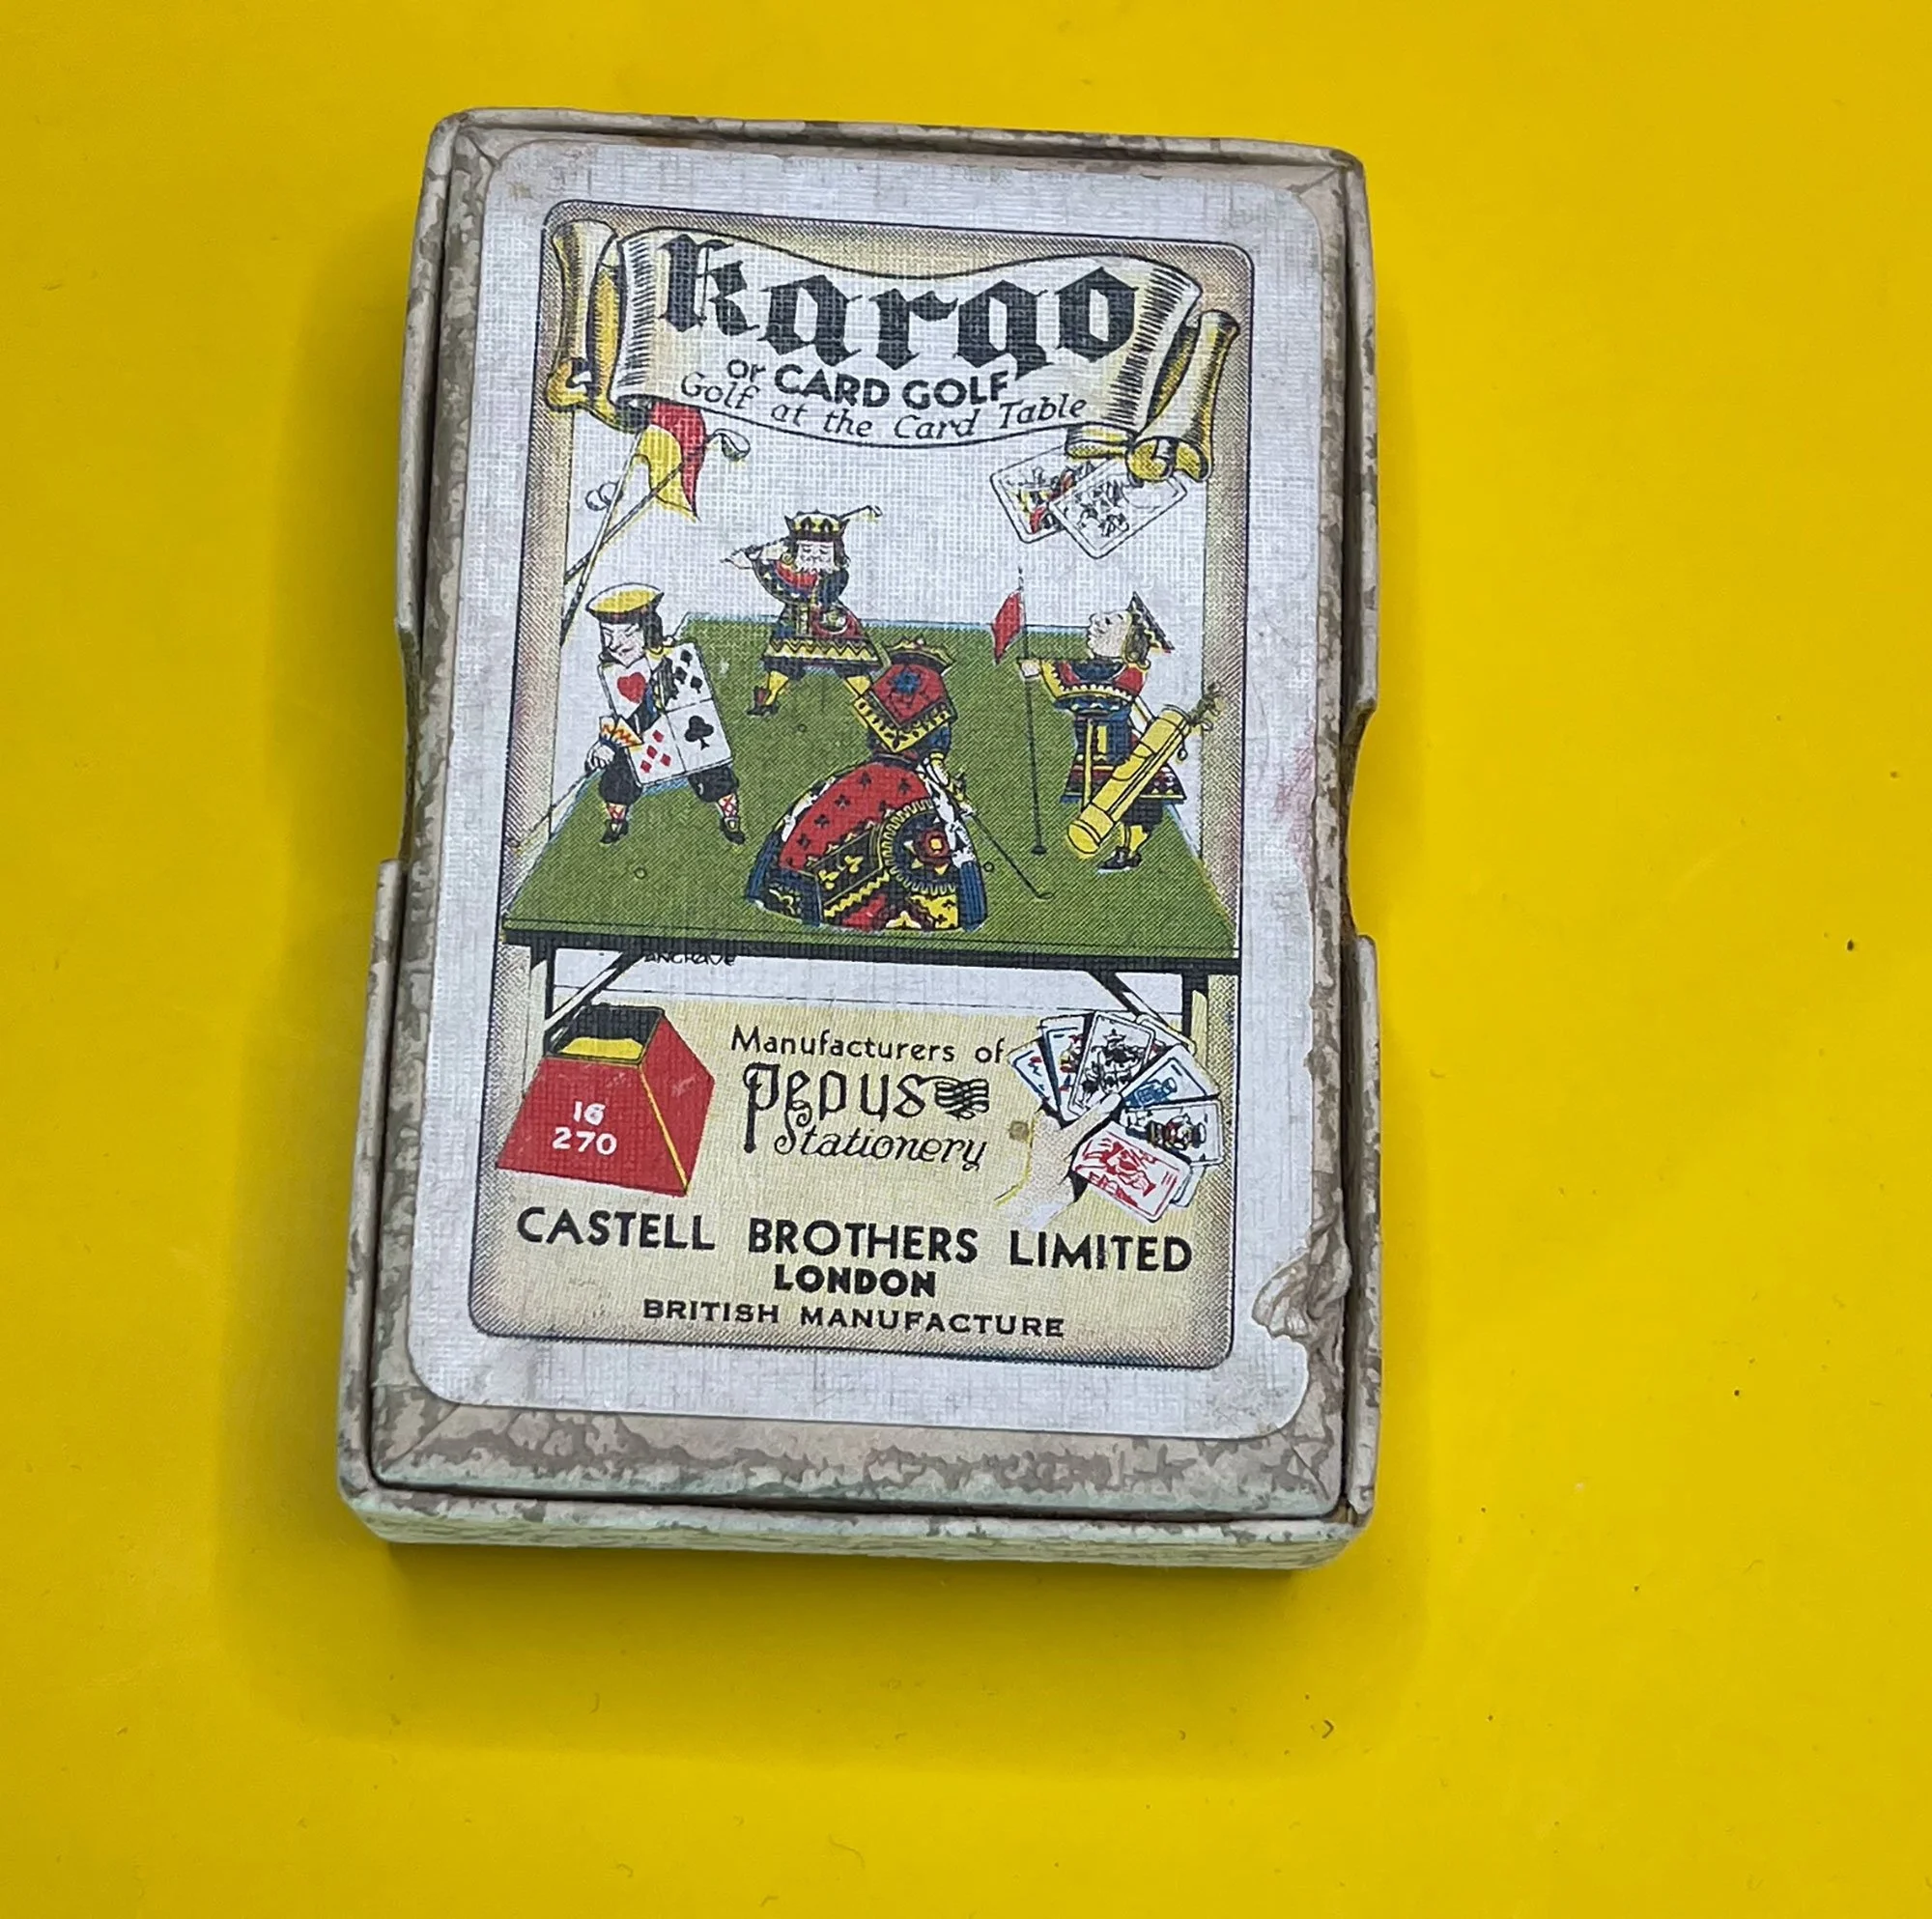 Kargo
or CARD GOLF
Golf at the Card Table
ANGRAVE
16
270
Manufacturers of
Pepys
Stationery
CASTELL BROTHERS LIMITED
LONDON
BRITISH MANUFACTURE